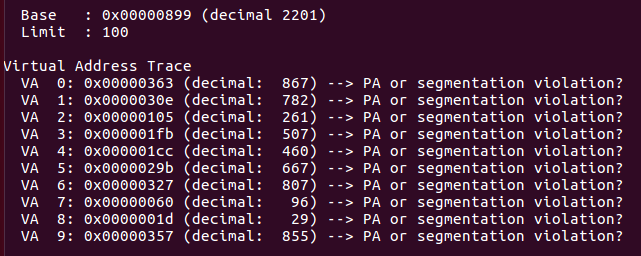 Base   : 0x00000899 (decimal 2201)
Limit  : 100
Virtual Address Trace
VA  0: 0x00000363 (decimal:  867) --> PA or segmentation violation?
VA  1: 0x0000030e (decimal:  782) --> PA or segmentation violation?
VA  2: 0x00000105 (decimal:  261) --> PA or segmentation violation?
VA  3: 0x000001fb (decimal:  507) --> PA or segmentation violation?
VA  4: 0x000001cc (decimal:  460) --> PA or segmentation violation?
VA  5: 0x0000029b (decimal:  667) --> PA or segmentation violation?
VA  6: 0x00000327 (decimal:  807) --> PA or segmentation violation?
VA  7: 0x00000060 (decimal:   96) --> PA or segmentation violation?
VA  8: 0x0000001d (decimal:   29) --> PA or segmentation violation?
VA  9: 0x00000357 (decimal:  855) --> PA or segmentation violation?